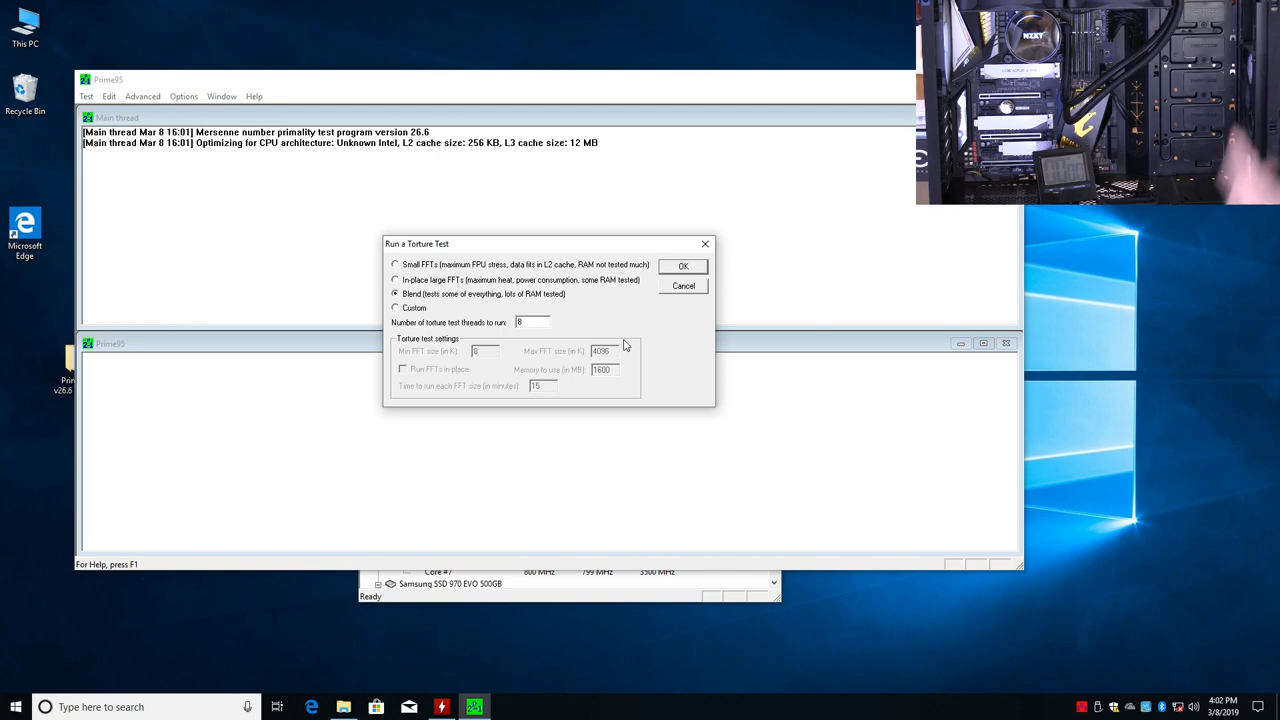 This PC
Recycle Bin
Microsoft
Edge
Prin
v26.6
Prime95
Test Edit Advanced Options Window Help
Main thread
[Main thread Mar 8 16:01] Mersenne number primality test program version 26.6
[Main thread Mar 8 16:01] Optimizing for CPU architecture: Unknown Intel, L2 cache size: 256 KB, L3 cache size: 12 MB
NZXT
Run a Torture Test
Small FFTs (maximum FPU stress, data fits in L2 cache, RAM not tested much)
OK
In-place large FFTs (maximum heat, power consumption, some RAM tested)
Cancel
Blend (tests some of everything, lots of RAM tested)
Custom
Number of torture test threads to run: 8
Torture test settings
Min FFT size (in K): 8 Max FFT size (in K): 4096
Run FFTs in-place Memory to use (in MB): 1600
Time to run each FFT size (in minutes): 15
Prime95
For Help, press F1
Core #7 800 MHz 799 MHz 3500 MHz
Samsung SSD 970 EVO 500GB
Ready
Type here to search
4:02 PM
3/8/2019